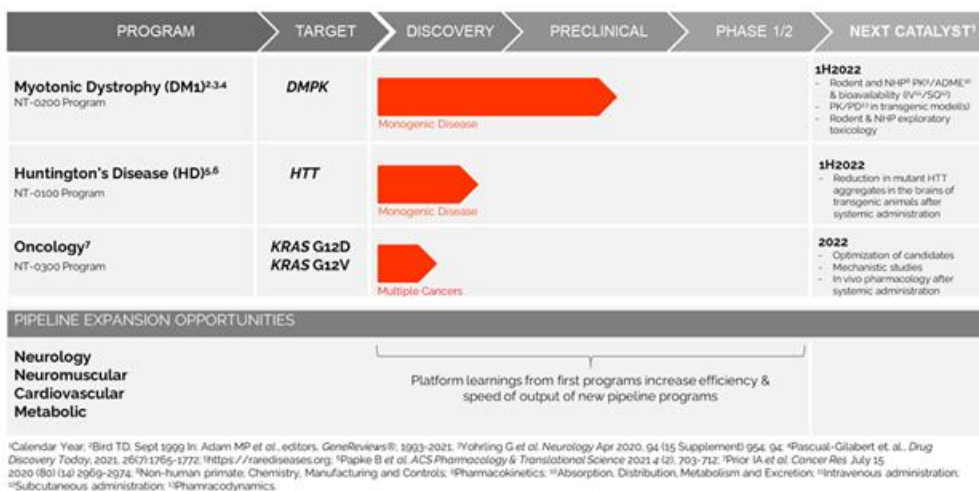 PROGRAM TARGET DISCOVERY PRECLINICAL PHASE 1/2 NEXT CATALYST¹
Myotonic Dystrophy (DM1)²,³,⁴
NT-0200 Program
DMPK
Monogenic Disease
1H2022
- Rodent and NHP⁸ PK⁹/ADME¹⁰
& bioavailability (IV¹¹/SQ¹²)
- PK/PD¹³ in transgenic model(s)
- Rodent & NHP exploratory
toxicology
Huntington's Disease (HD)⁵,⁶
NT-0100 Program
HTT
Monogenic Disease
1H2022
- Reduction in mutant HTT
aggregates in the brains of
transgenic animals after
systemic administration
Oncology⁷
NT-0300 Program
KRAS G12D
KRAS G12V
Multiple Cancers
2022
- Optimization of candidates
- Mechanistic studies
- In vivo pharmacology after
systemic administration
PIPELINE EXPANSION OPPORTUNITIES
Neurology
Neuromuscular
Cardiovascular
Metabolic
Platform learnings from first programs increase efficiency &
speed of output of new pipeline programs
¹Calendar Year; ²Bird TD. Sept 1999 In: Adam MP et al., editors. GeneReviews®; 1993-2021; ³Yohring G et al. Neurology Apr 2020, 94 (15 Supplement) 954; 94; ⁴Pascual-Gilabert et. al., Drug
Discovery Today, 2021, 26(7):1765-1772; ⁵https://rarediseases.org; ⁶Papke B et al. ACS Pharmacology & Translational Science 2021 4 (2), 703-712; ⁷Prior IA et al. Cancer Res. July 15
2020 (80) (14) 2969-2974; ⁸Non-human primate; Chemistry, Manufacturing and Controls; ⁹Pharmacokinetics; ¹⁰Absorption, Distribution, Metabolism and Excretion; ¹¹Intravenous administration;
¹²Subcutaneous administration; ¹³Phamracodynamics.